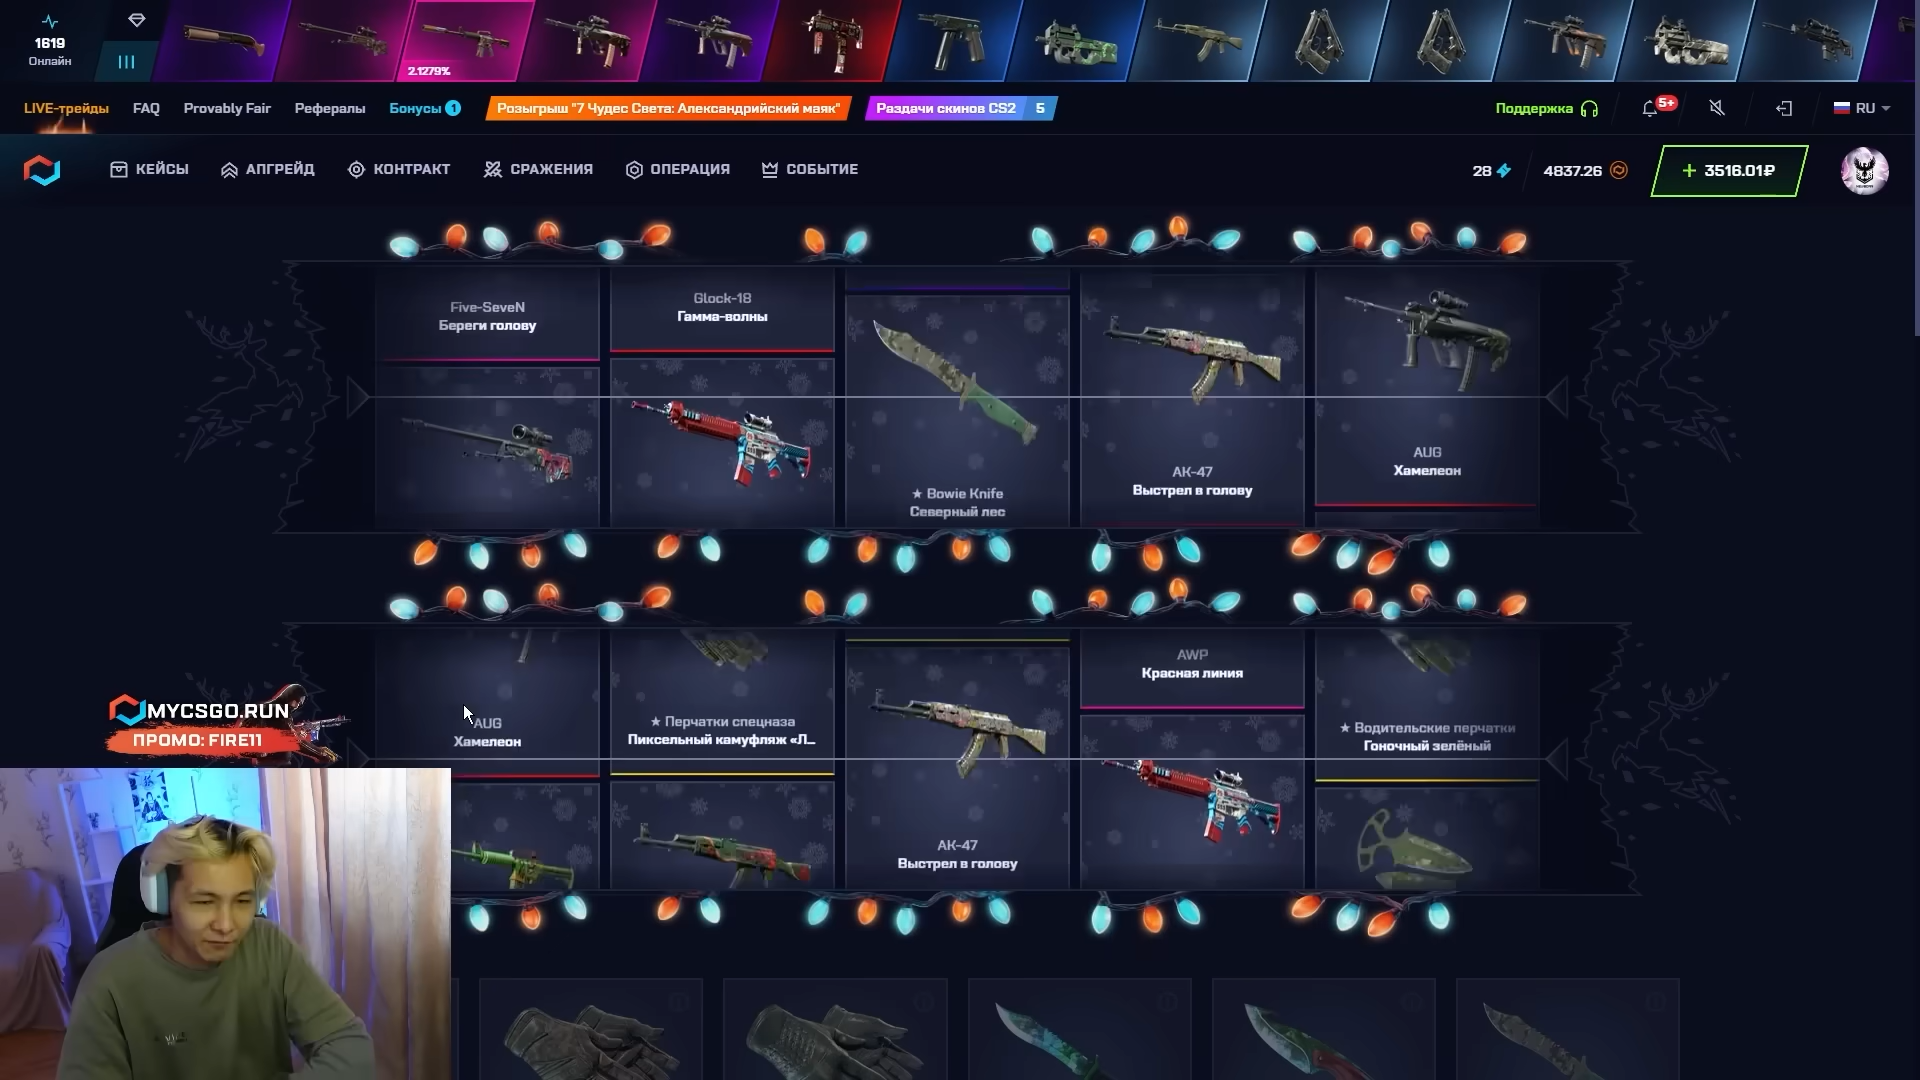 1619
Онлайн
2.1279%
LIVE-трейды
FAQ
Provably Fair
Рефералы
Бонусы 1
Розыгрыш "7 Чудес Света: Александрийский маяк"
Раздачи скинов CS2 5
Поддержка
5+
RU
КЕЙСЫ
АПГРЕЙД
КОНТРАКТ
СРАЖЕНИЯ
ОПЕРАЦИЯ
СОБЫТИЕ
28
4837.26
+ 3516.01₽
Five-SeveN
Береги голову
Glock-18
Гамма-волны
★ Bowie Knife
Северный лес
AK-47
Выстрел в голову
AUG
Хамелеон
AUG
Хамелеон
★ Перчатки спецназа
Пиксельный камуфляж «Л...
AK-47
Выстрел в голову
AWP
Красная линия
★ Водительские перчатки
Гоночный зелёный
MYCSGO.RUN
ПРОМО: FIRE11